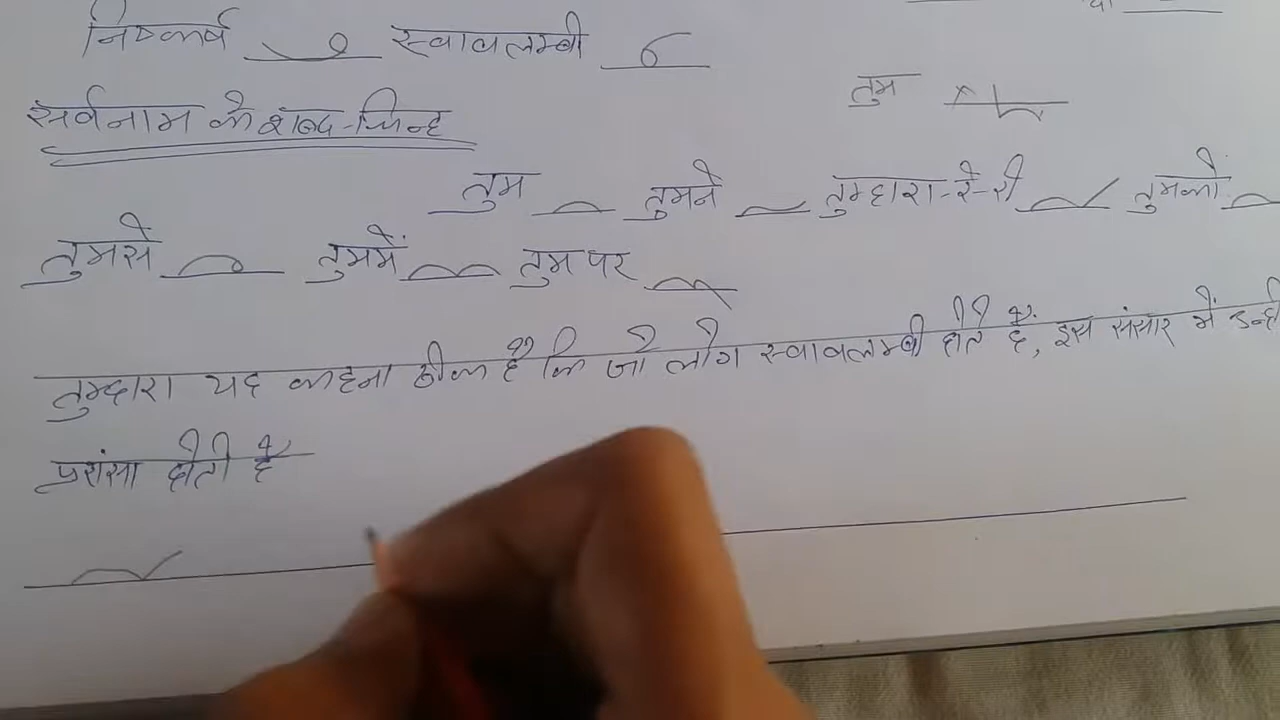 निष्कर्ष स्वावलम्बी
तुम
सर्वनाम के शब्द-चिन्ह
तुम तुमने तुम्हारा-रे-री तुमको
तुमसे तुममें तुम पर
तुम्हारा यह कहना ठीक है कि जो लोग स्वावलम्बी होते हैं, इस संसार में उन्ही
प्रशंसा होती है